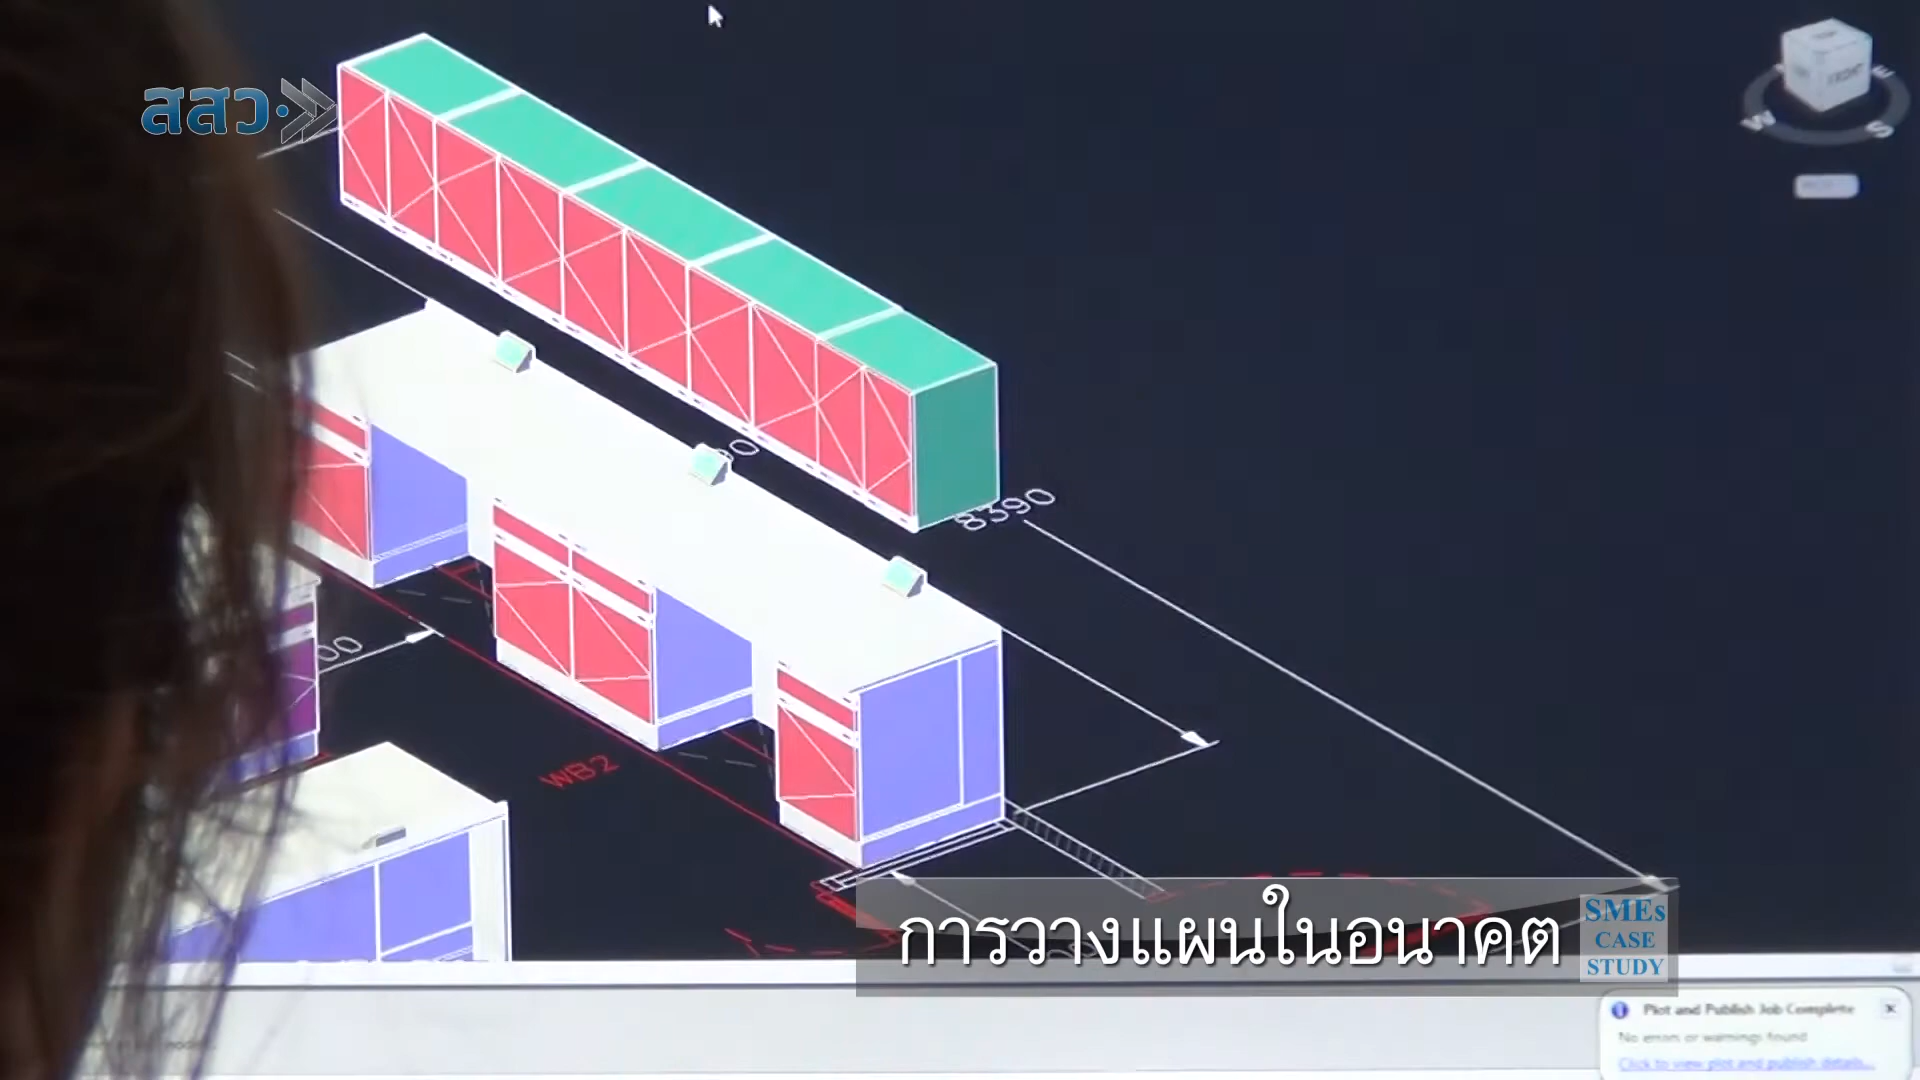 สสว.
W
S
E
FRONT
8390
00
WB2
การวางแผนในอนาคต
SMEs
CASE
STUDY
Plot and Publish Job Complete
No errors or warnings found
Click to view plot and publish details...